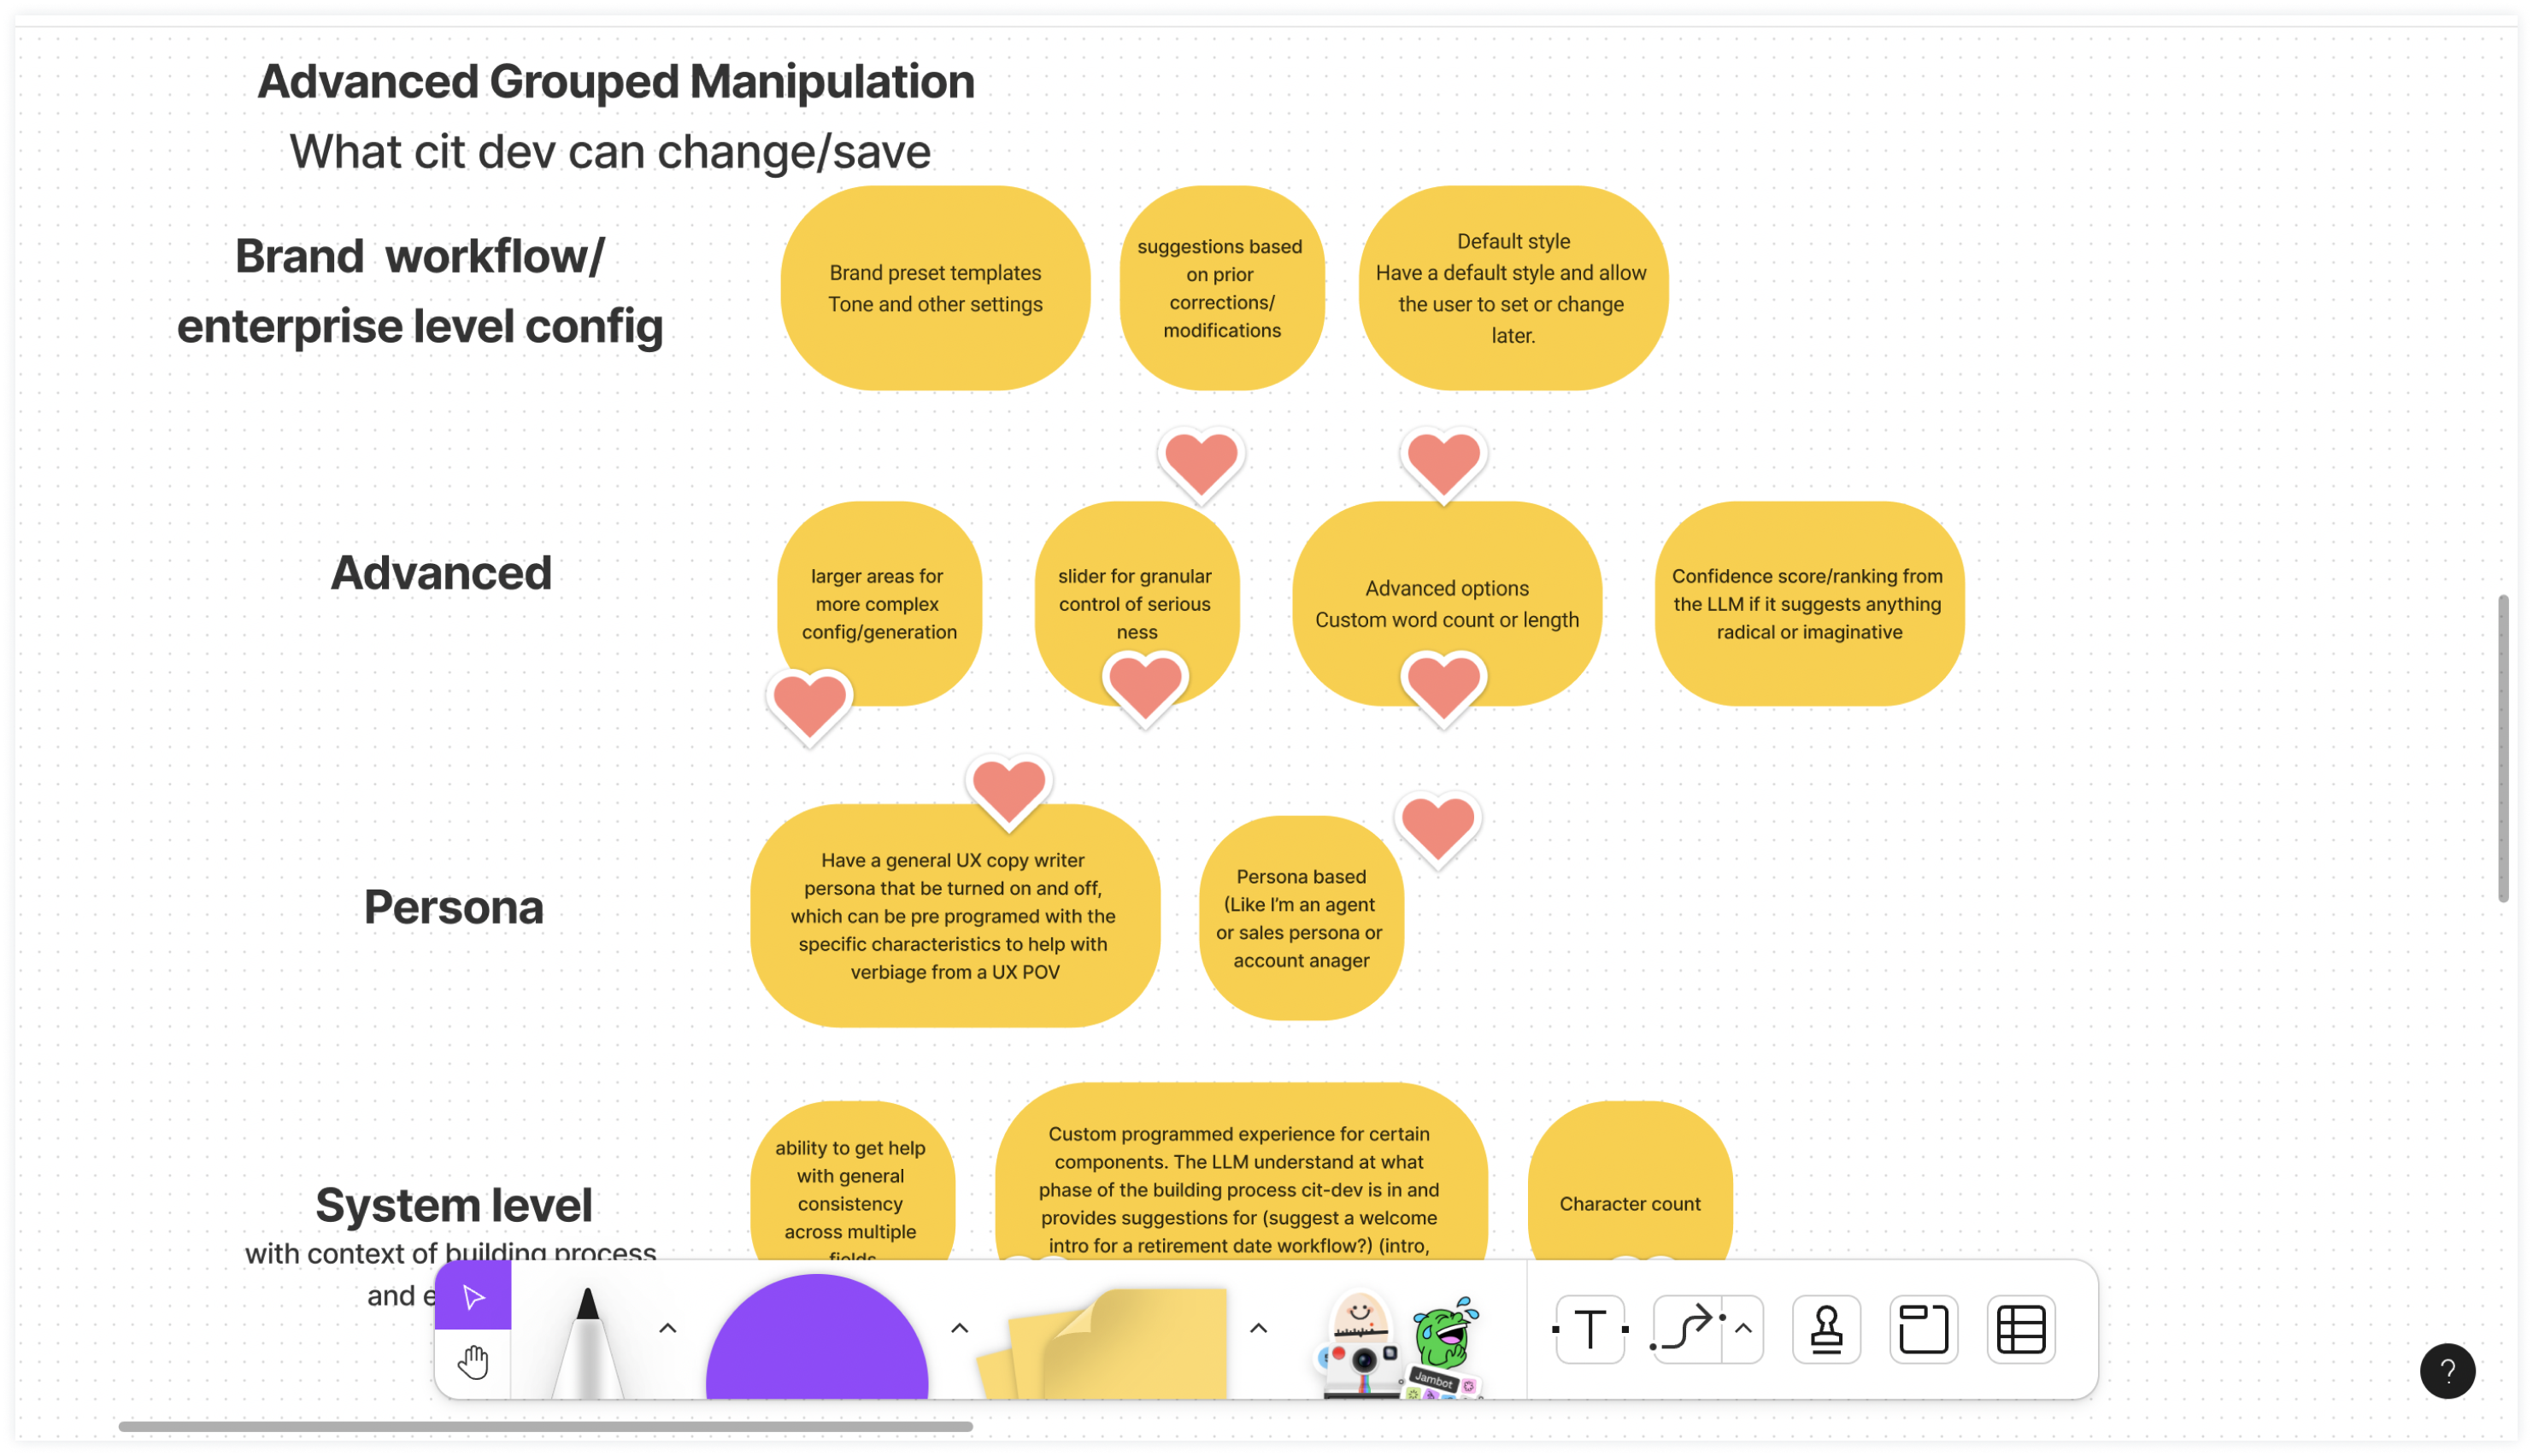 Advanced Grouped Manipulation
What cit dev can change/save
Brand workflow/
enterprise level config
Brand preset templates
Tone and other settings
suggestions based
on prior
corrections/
modifications
Default style
Have a default style and allow
the user to set or change
later.
Advanced
larger areas for
more complex
config/generation
slider for granular
control of serious
ness
Advanced options
Custom word count or length
Confidence score/ranking from
the LLM if it suggests anything
radical or imaginative
Persona
Have a general UX copy writer
persona that be turned on and off,
which can be pre programed with the
specific characteristics to help with
verbiage from a UX POV
Persona based
(Like I'm an agent
or sales persona or
account anager
System level
with context of building process
and e
ability to get help
with general
consistency
across multiple
fields
Custom programmed experience for certain
components. The LLM understand at what
phase of the building process cit-dev is in and
provides suggestions for (suggest a welcome
intro for a retirement date workflow?) (intro,
Character count
T
Jambot
?